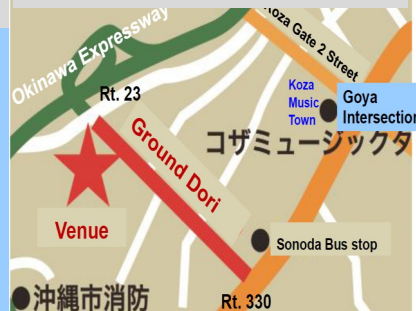 Okinawa Expressway
Koza Gate 2 Street
Rt. 23
Koza
Music
Town
Goya
Intersection
コザミュージックタ
Ground Dori
Venue
Sonoda Bus stop
沖縄市消防
Rt. 330